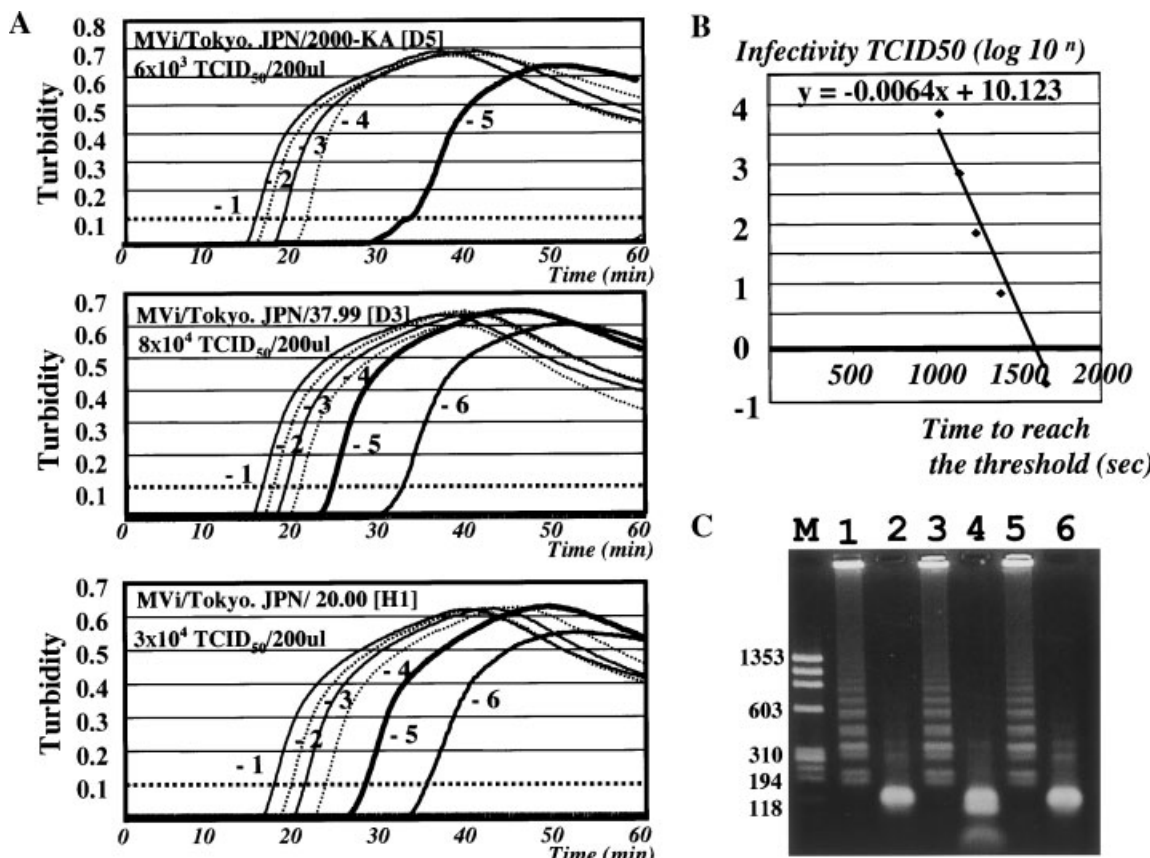 A
Turbidity
0.8
0.7
0.6
0.5
0.4
0.3
0.2
0.1
MVi/Tokyo. JPN/2000-KA [D5]
6x10³ TCID₅₀/200ul
- 1
- 2
- 3
- 4
- 5
0 10 20 30 40 50 60
Time (min)
Turbidity
0.7
0.6
0.5
0.4
0.3
0.2
0.1
MVi/Tokyo. JPN/37.99 [D3]
8x10⁴ TCID₅₀/200ul
- 1
- 2
- 3
- 4
- 5
- 6
0 10 20 30 40 50 60
Time (min)
Turbidity
0.7
0.6
0.5
0.4
0.3
0.2
0.1
MVi/Tokyo. JPN/ 20.00 [H1]
3x10⁴ TCID₅₀/200ul
- 1
- 2
- 3
- 4
- 5
- 6
0 10 20 30 40 50 60
Time (min)
B
Infectivity TCID50 (log 10 ⁿ)
y = -0.0064x + 10.123
4
3
2
1
0
-1
500 1000 1500 2000
Time to reach
the threshold (sec)
C
M 1 2 3 4 5 6
1353
603
310
194
118